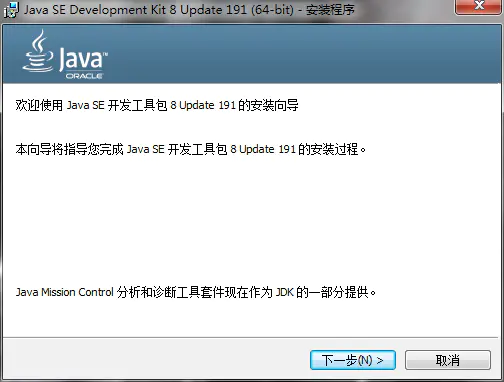 Java SE Development Kit 8 Update 191 (64-bit) - 安装程序
Java™
ORACLE
欢迎使用 Java SE 开发工具包 8 Update 191 的安装向导
本向导将指导您完成 Java SE 开发工具包 8 Update 191 的安装过程。
Java Mission Control 分析和诊断工具套件现在作为 JDK 的一部分提供。
下一步(N) >
取消